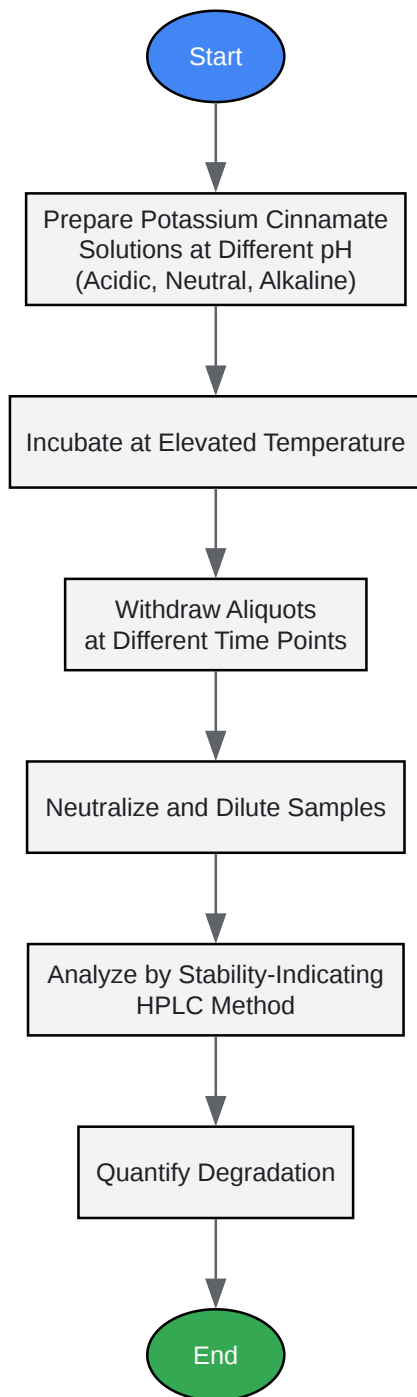 Start
Prepare Potassium Cinnamate
Solutions at Different pH
(Acidic, Neutral, Alkaline)
Incubate at Elevated Temperature
Withdraw Aliquots
at Different Time Points
Neutralize and Dilute Samples
Analyze by Stability-Indicating
HPLC Method
Quantify Degradation
End